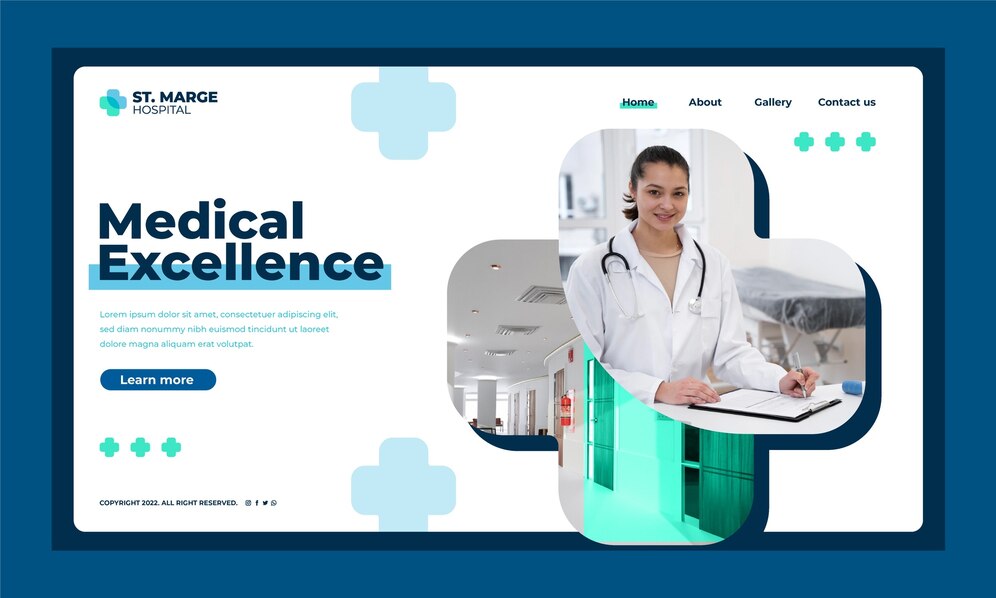 ST. MARGE
HOSPITAL
Home About Gallery Contact us
Medical
Excellence
Lorem ipsum dolor sit amet, consectetuer adipiscing elit,
sed diam nonummy nibh euismod tincidunt ut laoreet
dolore magna aliquam erat volutpat.
Learn more
COPYRIGHT 2022. ALL RIGHT RESERVED.